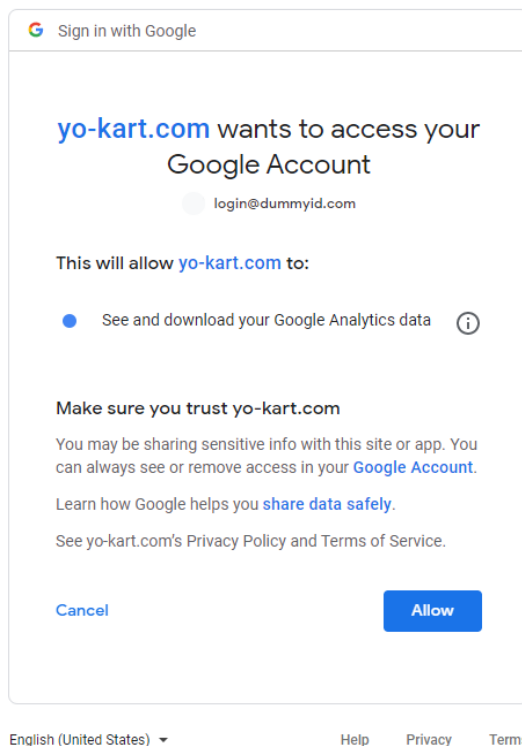 Sign in with Google
yo-kart.com wants to access your
Google Account
login@dummyid.com
This will allow yo-kart.com to:
See and download your Google Analytics data
Make sure you trust yo-kart.com
You may be sharing sensitive info with this site or app. You
can always see or remove access in your Google Account.
Learn how Google helps you share data safely.
See yo-kart.com's Privacy Policy and Terms of Service.
Cancel Allow
English (United States) Help Privacy Term